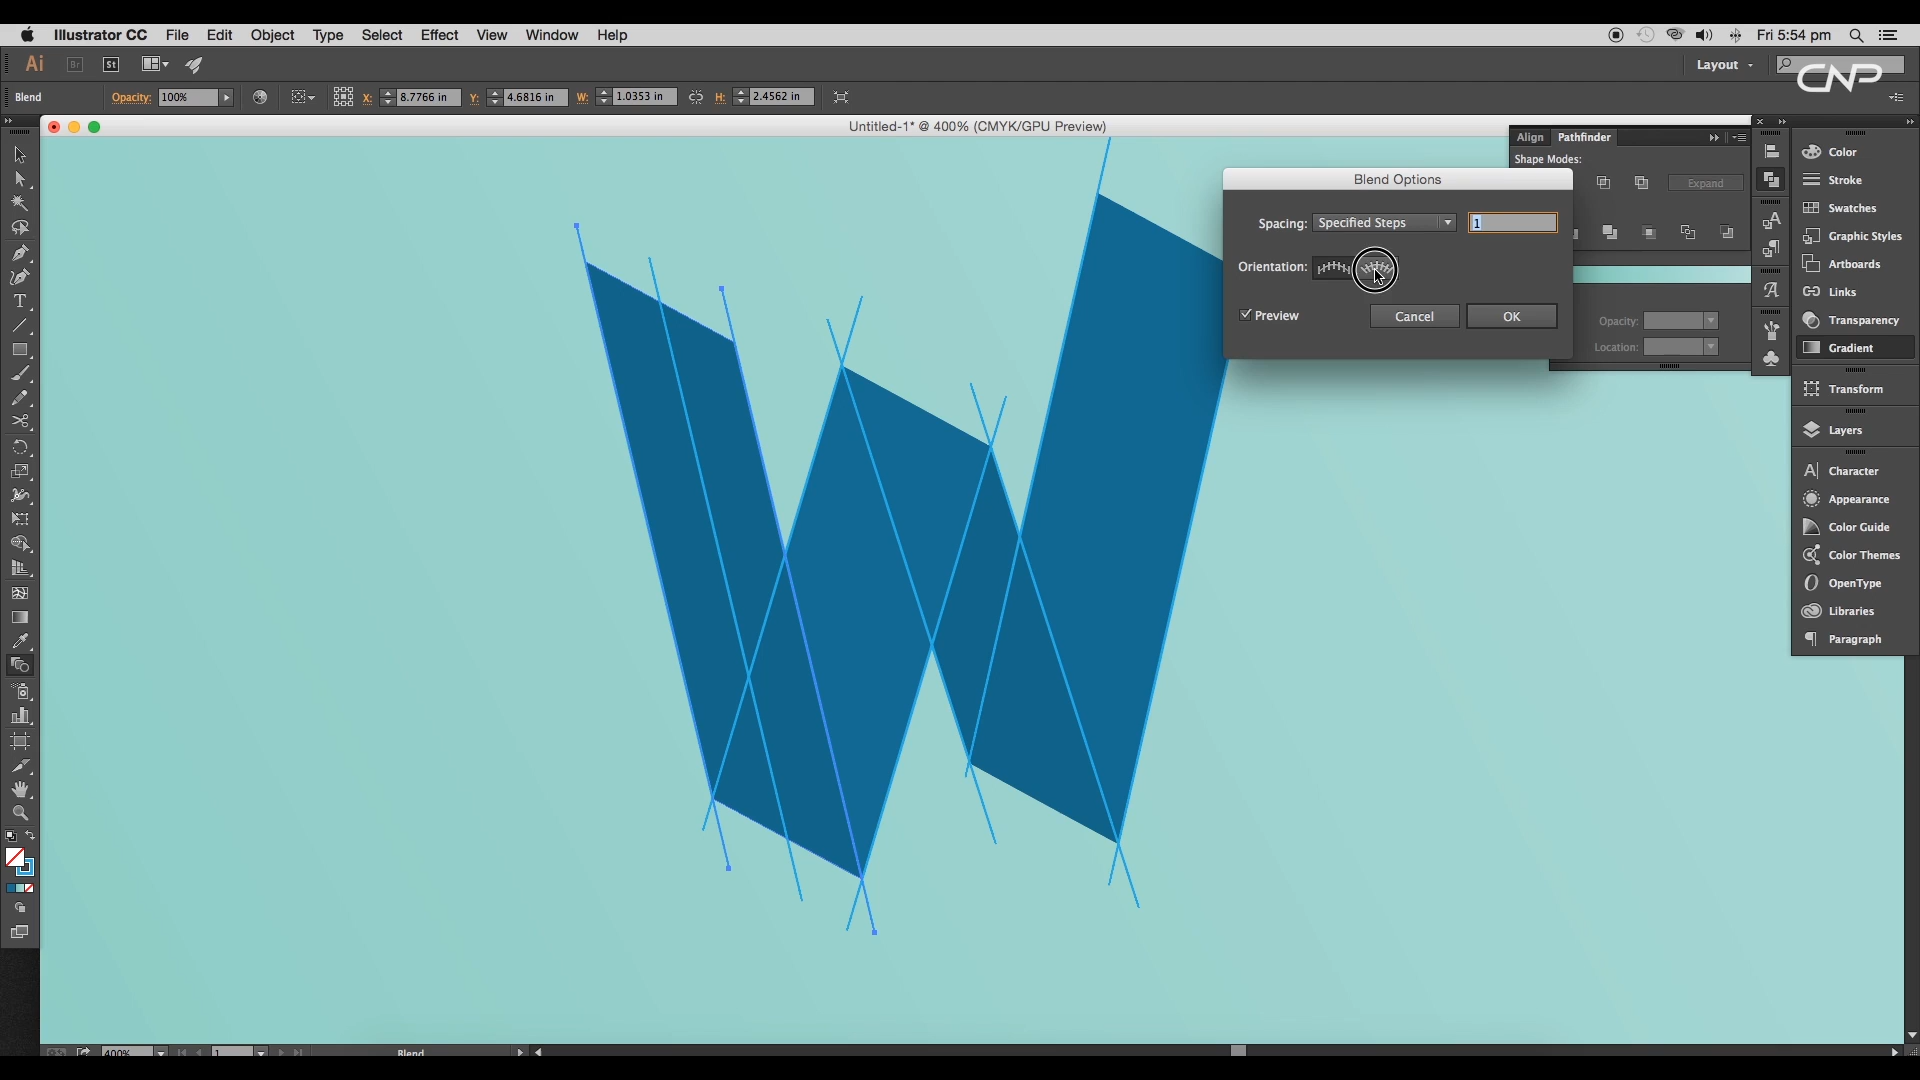 Illustrator CC File Edit Object Type Select Effect View Window Help Fri 5:54 pm
Ai Br St Layout CNP
Blend Opacity: 100% X: 8.7766 in Y: 4.6816 in W: 1.0353 in H: 2.4562 in
Untitled-1* @ 400% (CMYK/GPU Preview)
Align Pathfinder
Shape Modes:
Expand
Blend Options
Spacing: Specified Steps 1
Orientation:
Preview Cancel OK
Opacity:
Location:
Color
Stroke
Swatches
Graphic Styles
Artboards
Links
Transparency
Gradient
Transform
Layers
Character
Appearance
Color Guide
Color Themes
OpenType
Libraries
Paragraph
400% 1 Blend